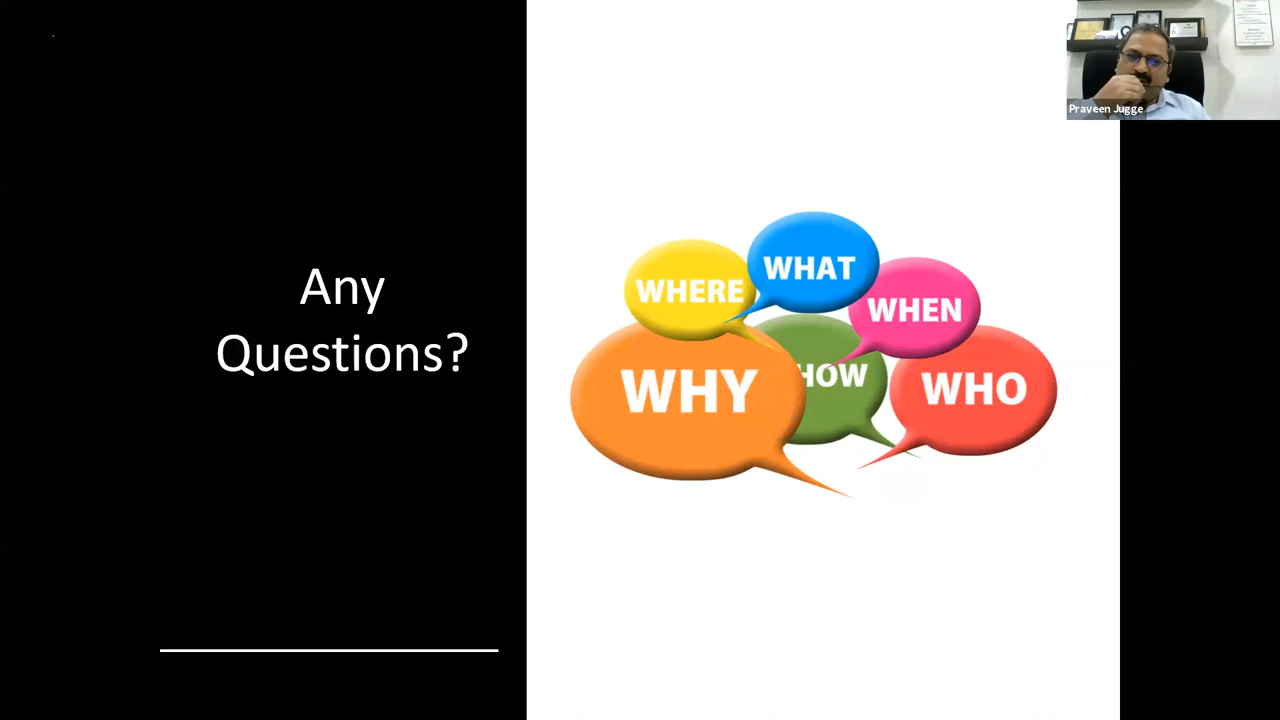 Any
Questions?
WHERE
WHAT
WHEN
WHY
HOW
WHO
Praveen Jugge